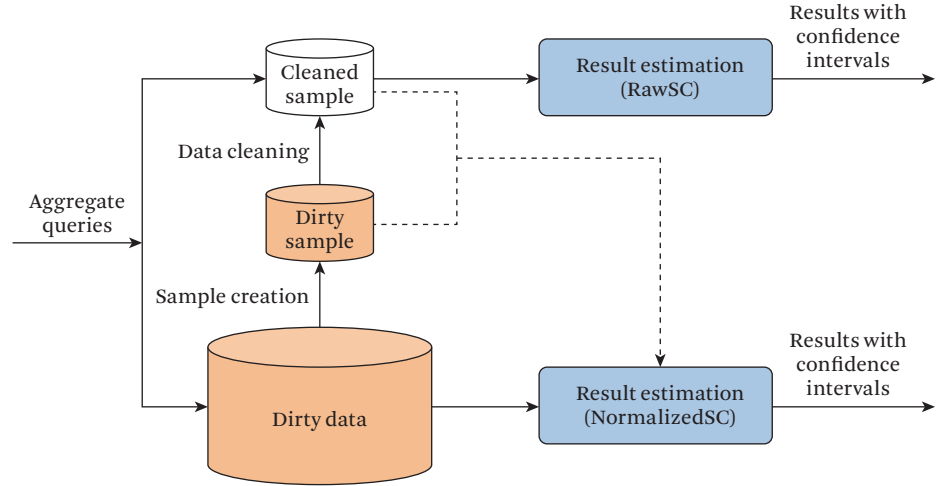 Results with
confidence
intervals
Cleaned
sample
Result estimation
(RawSC)
Data cleaning
Aggregate
queries
Dirty
sample
Sample creation
Results with
confidence
intervals
Dirty data
Result estimation
(NormalizedSC)